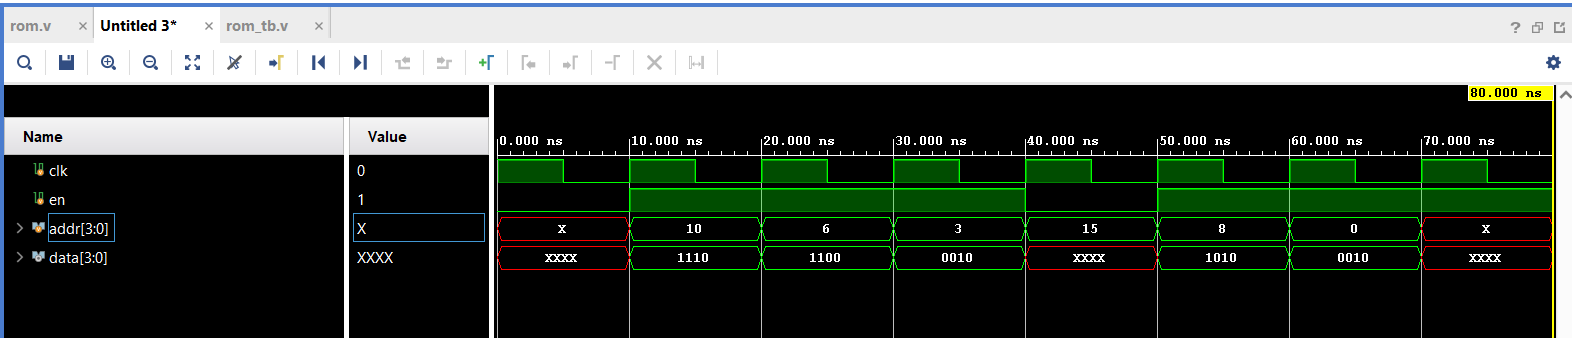 rom.v × Untitled 3* × rom_tb.v ×
? 
80.000 ns
Name Value
0.000 ns 10.000 ns 20.000 ns 30.000 ns 40.000 ns 50.000 ns 60.000 ns 70.000 ns
clk 0
en 1
addr[3:0] X X 10 6 3 15 8 0 X
data[3:0] XXXX XXXX 1110 1100 0010 XXXX 1010 0010 XXXX